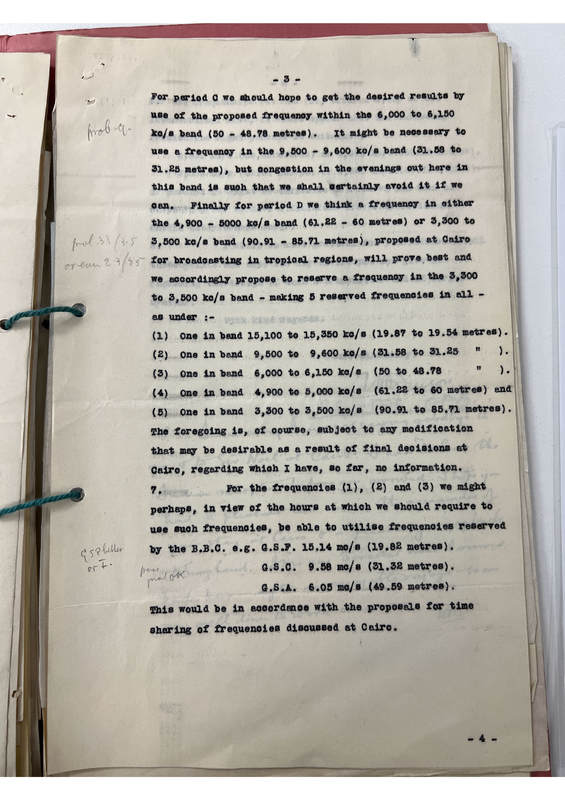 - 3 -
For period C we should hope to get the desired results by
use of the proposed frequency within the 6,000 to 6,150
kc/s band (50 - 48.78 metres). It might be necessary to
use a frequency in the 9,500 - 9,600 kc/s band (31.58 to
31.25 metres), but congestion in the evenings out here in
this band is such that we shall certainly avoid it if we
can. Finally for period D we think a frequency in either
the 4,900 - 5000 kc/s band (61.22 - 60 metres) or 3,300 to
3,500 kc/s band (90.91 - 85.71 metres), proposed at Cairo
for broadcasting in tropical regions, will prove best and
we accordingly propose to reserve a frequency in the 3,300
to 3,500 kc/s band - making 5 reserved frequencies in all -
as under :-
(1) One in band 15,100 to 15,350 kc/s (19.87 to 19.54 metres).
(2) One in band 9,500 to 9,600 kc/s (31.58 to 31.25 " ).
(3) One in band 6,000 to 6,150 kc/s (50 to 48.78 " ).
(4) One in band 4,900 to 5,000 kc/s (61.22 to 60 metres) and
(5) One in band 3,300 to 3,500 kc/s (90.91 to 85.71 metres).
The foregoing is, of course, subject to any modification
that may be desirable as a result of final decisions at
Cairo, regarding which I have, so far, no information.
7. For the frequencies (1), (2) and (3) we might
perhaps, in view of the hours at which we should require to
use such frequencies, be able to utilise frequencies reserved
by the B.B.C. e.g. G.S.F. 15.14 mc/s (19.82 metres).
G.S.C. 9.58 mc/s (31.32 metres).
G.S.A. 6.05 mc/s (49.59 metres).
This would be in accordance with the proposals for time
sharing of frequencies discussed at Cairo.
- 4 -